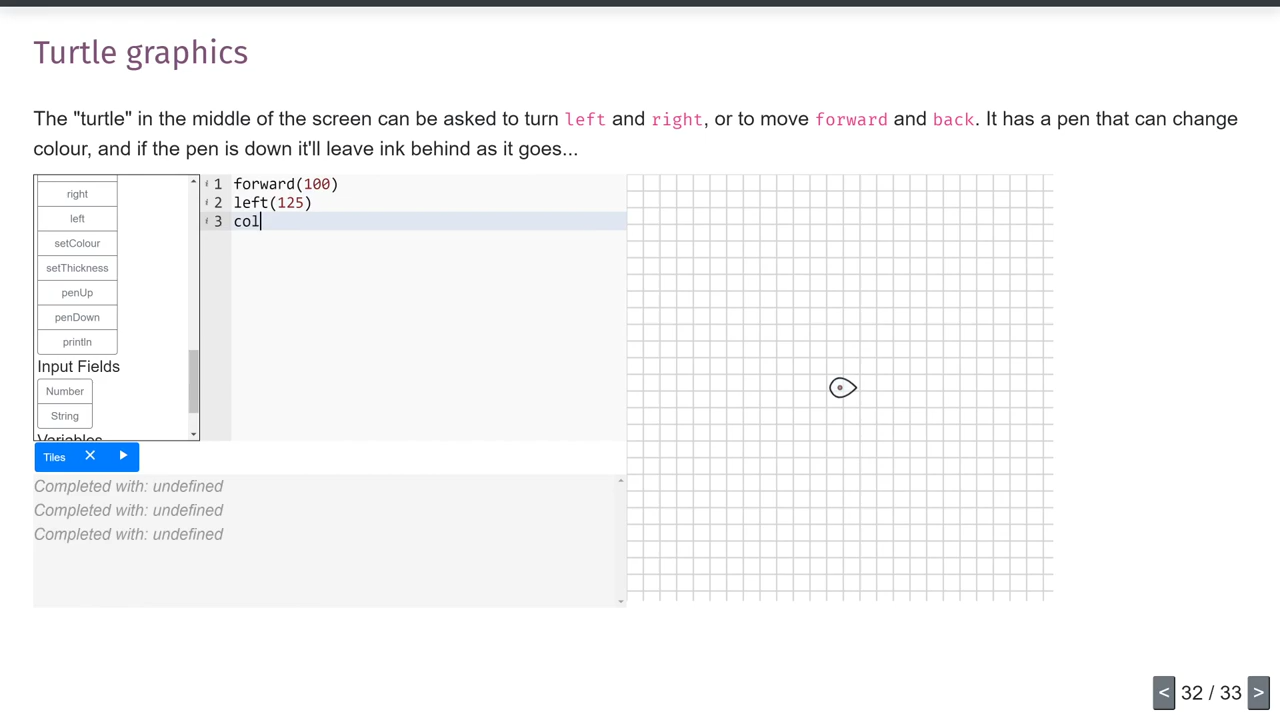 Turtle graphics
The "turtle" in the middle of the screen can be asked to turn left and right, or to move forward and back. It has a pen that can change
colour, and if the pen is down it'll leave ink behind as it goes...
right
left
setColour
setThickness
penUp
penDown
println
Input Fields
Number
String
Variables
i 1 forward(100)
i 2 left(125)
i 3 col
Tiles
Completed with: undefined
Completed with: undefined
Completed with: undefined
< 32 / 33 >